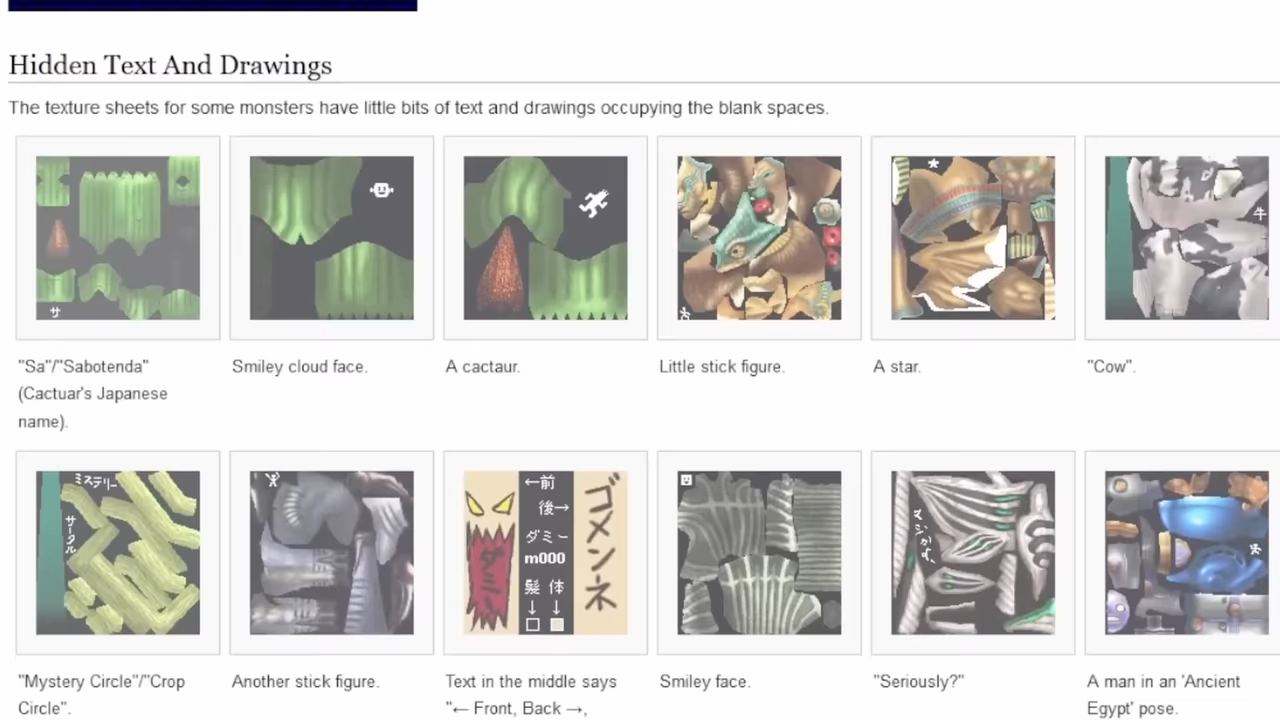 Hidden Text And Drawings
The texture sheets for some monsters have little bits of text and drawings occupying the blank spaces.
サ
牛
"Sa"/"Sabotenda"
(Cactuar's Japanese
name).
Smiley cloud face.
A cactaur.
Little stick figure.
A star.
"Cow".
ミステリー
サークル
←前
後→
ダミー
m000
髪 体
↓ ↓
ダミー
ゴメンネ
"Mystery Circle"/"Crop
Circle".
Another stick figure.
Text in the middle says
"← Front, Back →,
Smiley face.
"Seriously?"
A man in an 'Ancient
Egypt' pose.